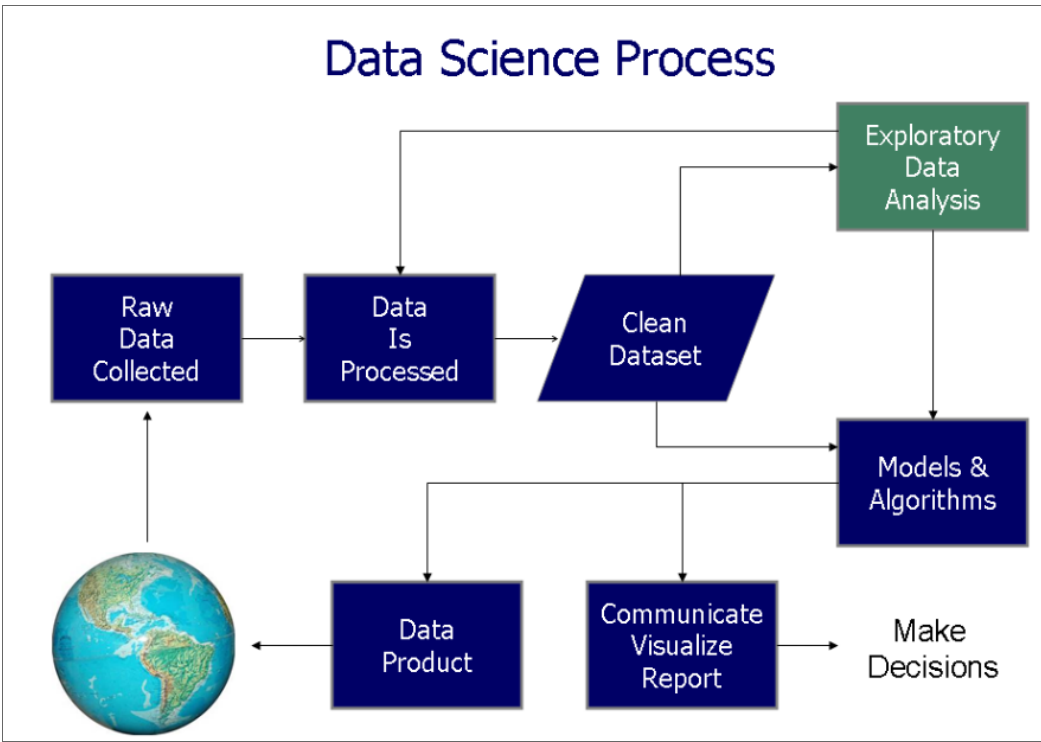 Data Science Process
Exploratory
Data
Analysis
Raw
Data
Collected
Data
Is
Processed
Clean
Dataset
Models &
Algorithms
Data
Product
Communicate
Visualize
Report
Make
Decisions